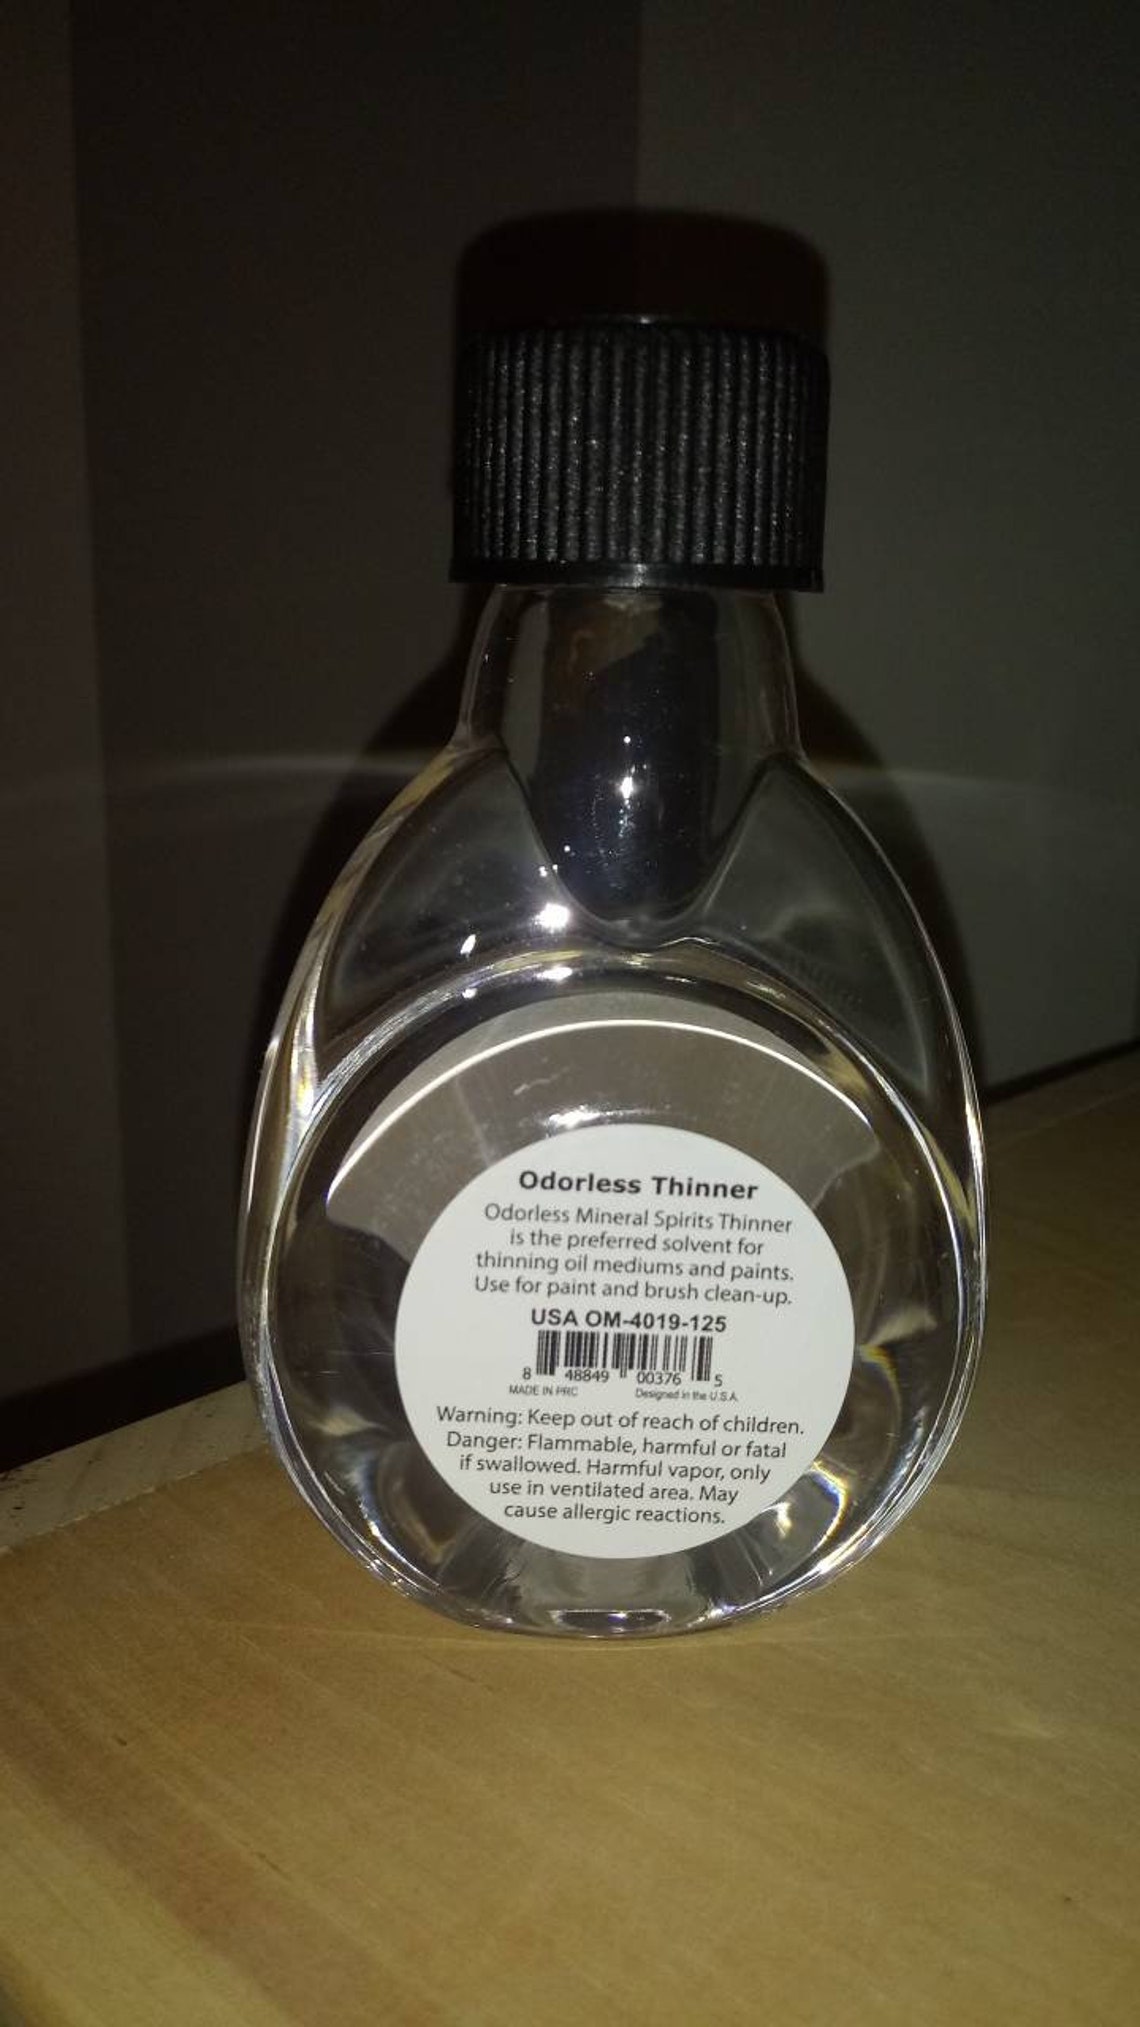 Odorless Thinner
Odorless Mineral Spirits Thinner
is the preferred solvent for
thinning oil mediums and paints.
Use for paint and brush clean-up.
USA OM-4019-125
8 48849 00376 5
MADE IN PRC Designed in the U.S.A.
Warning: Keep out of reach of children.
Danger: Flammable, harmful or fatal
if swallowed. Harmful vapor, only
use in ventilated area. May
cause allergic reactions.